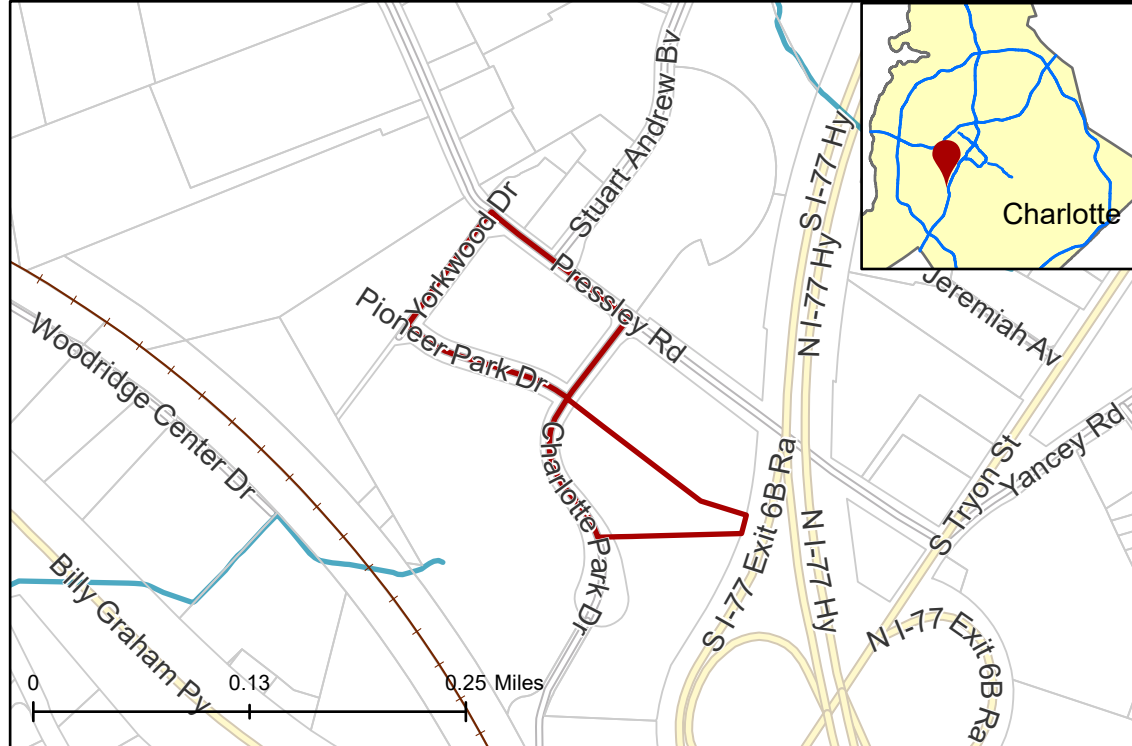 Stuart Andrew Bv
S I-77 Hy
Charlotte
Yorkwood Dr
Pressley Rd
N I-77 Hy
Jeremiah Av
Pioneer Park Dr
Woodridge Center Dr
Charlotte Park Dr
S I-77 Exit 6B Ra
S Tryon St
Yancey Rd
N I-77 Hy
Billy Graham Py
N I-77 Exit 6B Ra
0 0.13 0.25 Miles